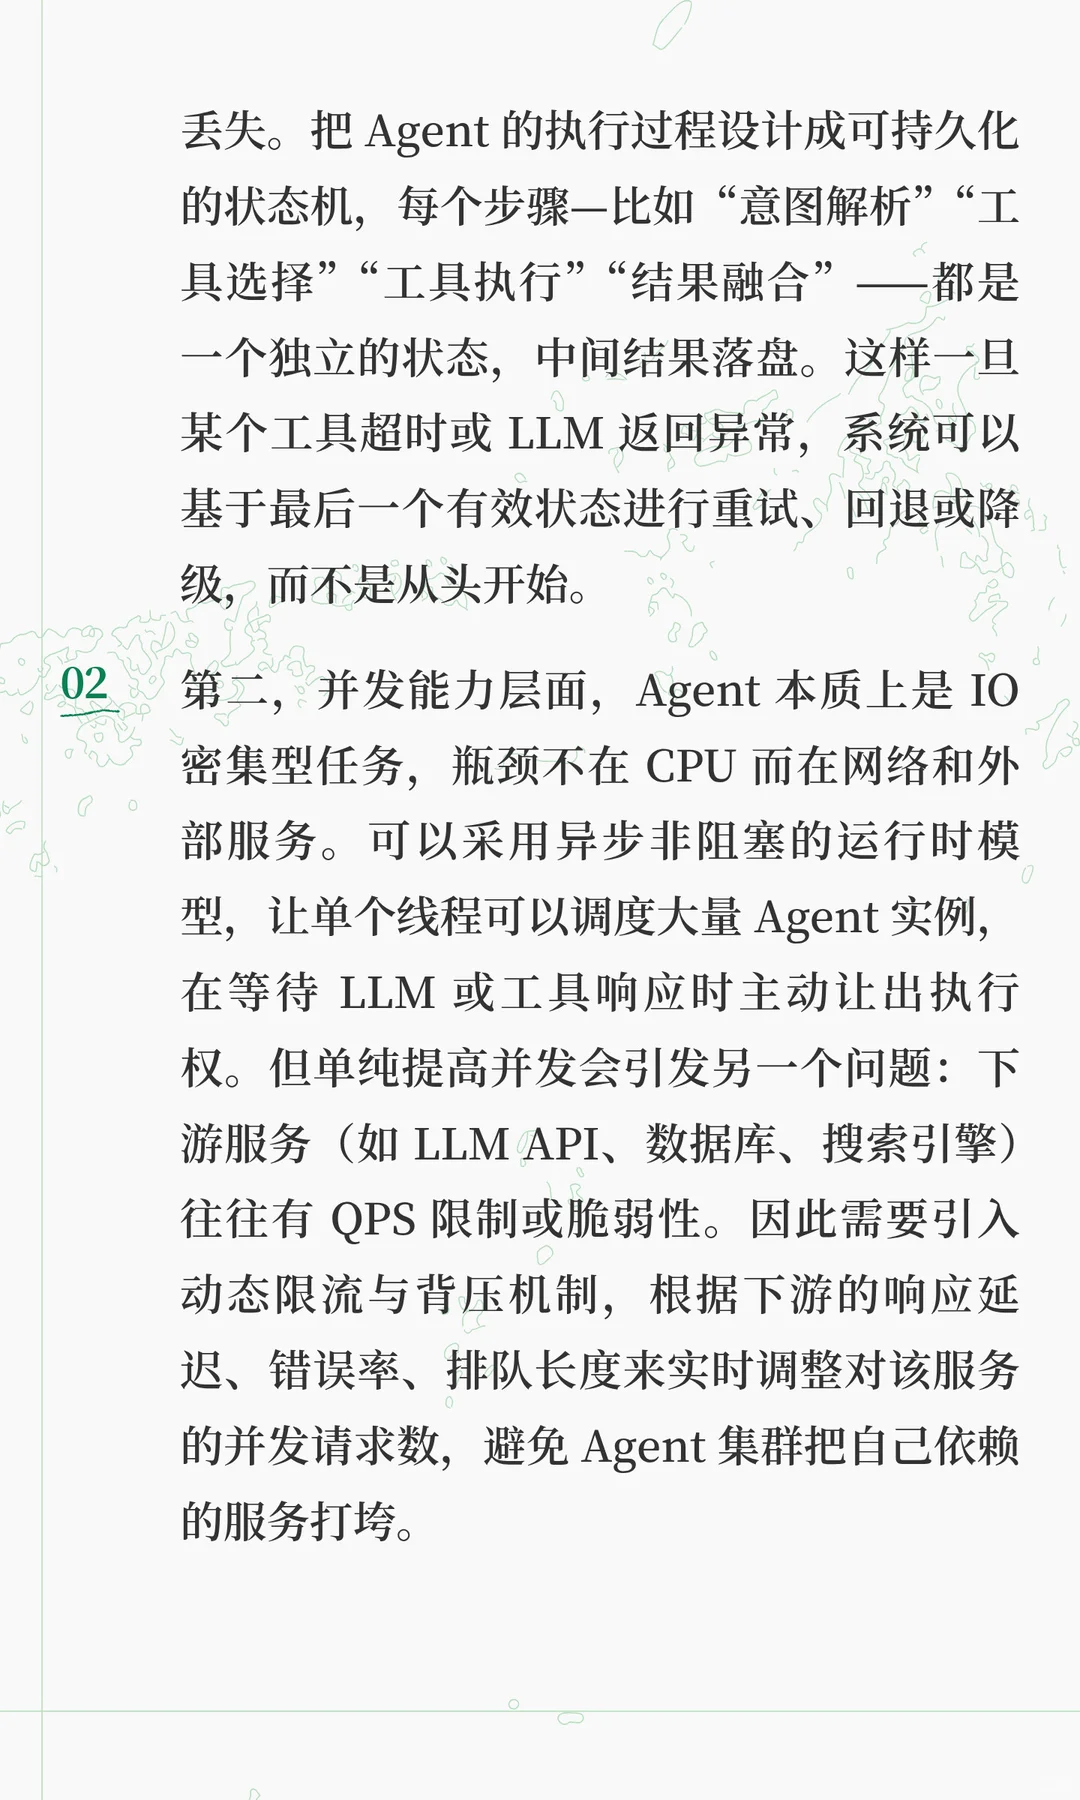 丢失。把 Agent 的执行过程设计成可持久化
的状态机，每个步骤—比如“意图解析”“工
具选择”“工具执行”“结果融合”——都是
一个独立的状态，中间结果落盘。这样一旦
某个工具超时或 LLM 返回异常，系统可以
基于最后一个有效状态进行重试、回退或降
级，而不是从头开始。
02
第二，并发能力层面，Agent 本质上是 IO
密集型任务，瓶颈不在 CPU 而在网络和外
部服务。可以采用异步非阻塞的运行时模
型，让单个线程可以调度大量 Agent 实例，
在等待 LLM 或工具响应时主动让出执行
权。但单纯提高并发会引发另一个问题：下
游服务（如 LLM API、数据库、搜索引擎）
往往有 QPS 限制或脆弱性。因此需要引入
动态限流与背压机制，根据下游的响应延
迟、错误率、排队长度来实时调整对该服务
的并发请求数，避免 Agent 集群把自己依赖
的服务打垮。